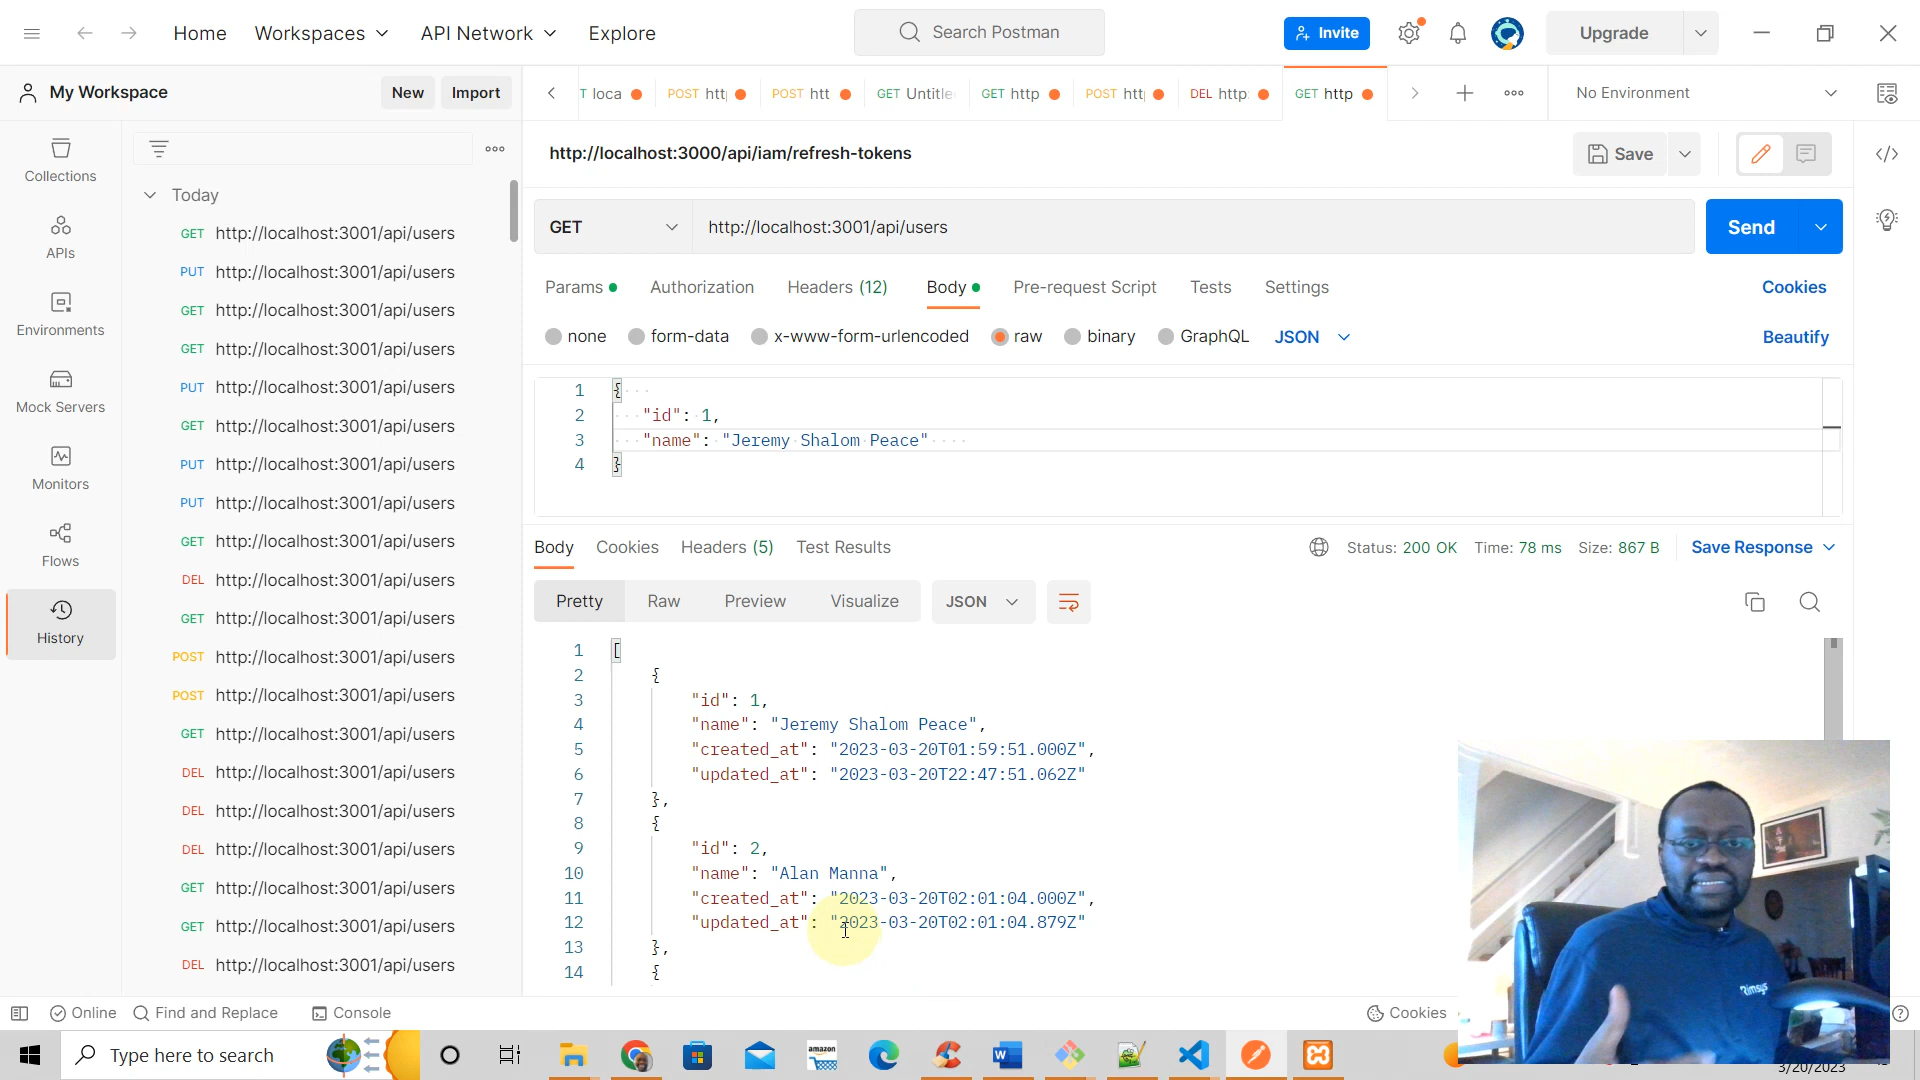 Home Workspaces API Network Explore Search Postman Invite Upgrade
My Workspace New Import T loca POST htt POST htt GET Untitle GET http POST htt DEL http GET http No Environment
http://localhost:3000/api/iam/refresh-tokens Save
Collections
APIs
Environments
Mock Servers
Monitors
Flows
History
Today
GET http://localhost:3001/api/users
PUT http://localhost:3001/api/users
GET http://localhost:3001/api/users
GET http://localhost:3001/api/users
PUT http://localhost:3001/api/users
GET http://localhost:3001/api/users
PUT http://localhost:3001/api/users
PUT http://localhost:3001/api/users
GET http://localhost:3001/api/users
DEL http://localhost:3001/api/users
GET http://localhost:3001/api/users
POST http://localhost:3001/api/users
POST http://localhost:3001/api/users
GET http://localhost:3001/api/users
DEL http://localhost:3001/api/users
DEL http://localhost:3001/api/users
DEL http://localhost:3001/api/users
GET http://localhost:3001/api/users
GET http://localhost:3001/api/users
DEL http://localhost:3001/api/users
GET http://localhost:3001/api/users Send
Params Authorization Headers (12) Body Pre-request Script Tests Settings Cookies
none form-data x-www-form-urlencoded raw binary GraphQL JSON Beautify
1 {
2 "id": 1,
3 "name": "Jeremy Shalom Peace"
4 }
Body Cookies Headers (5) Test Results Status: 200 OK Time: 78 ms Size: 867 B Save Response
Pretty Raw Preview Visualize JSON
1 [
2 {
3 "id": 1,
4 "name": "Jeremy Shalom Peace",
5 "created_at": "2023-03-20T01:59:51.000Z",
6 "updated_at": "2023-03-20T22:47:51.062Z"
7 },
8 {
9 "id": 2,
10 "name": "Alan Manna",
11 "created_at": "2023-03-20T02:01:04.000Z",
12 "updated_at": "2023-03-20T02:01:04.879Z"
13 },
14 {
Rimsys
Online Find and Replace Console Cookies
Type here to search amazon
3/20/2023